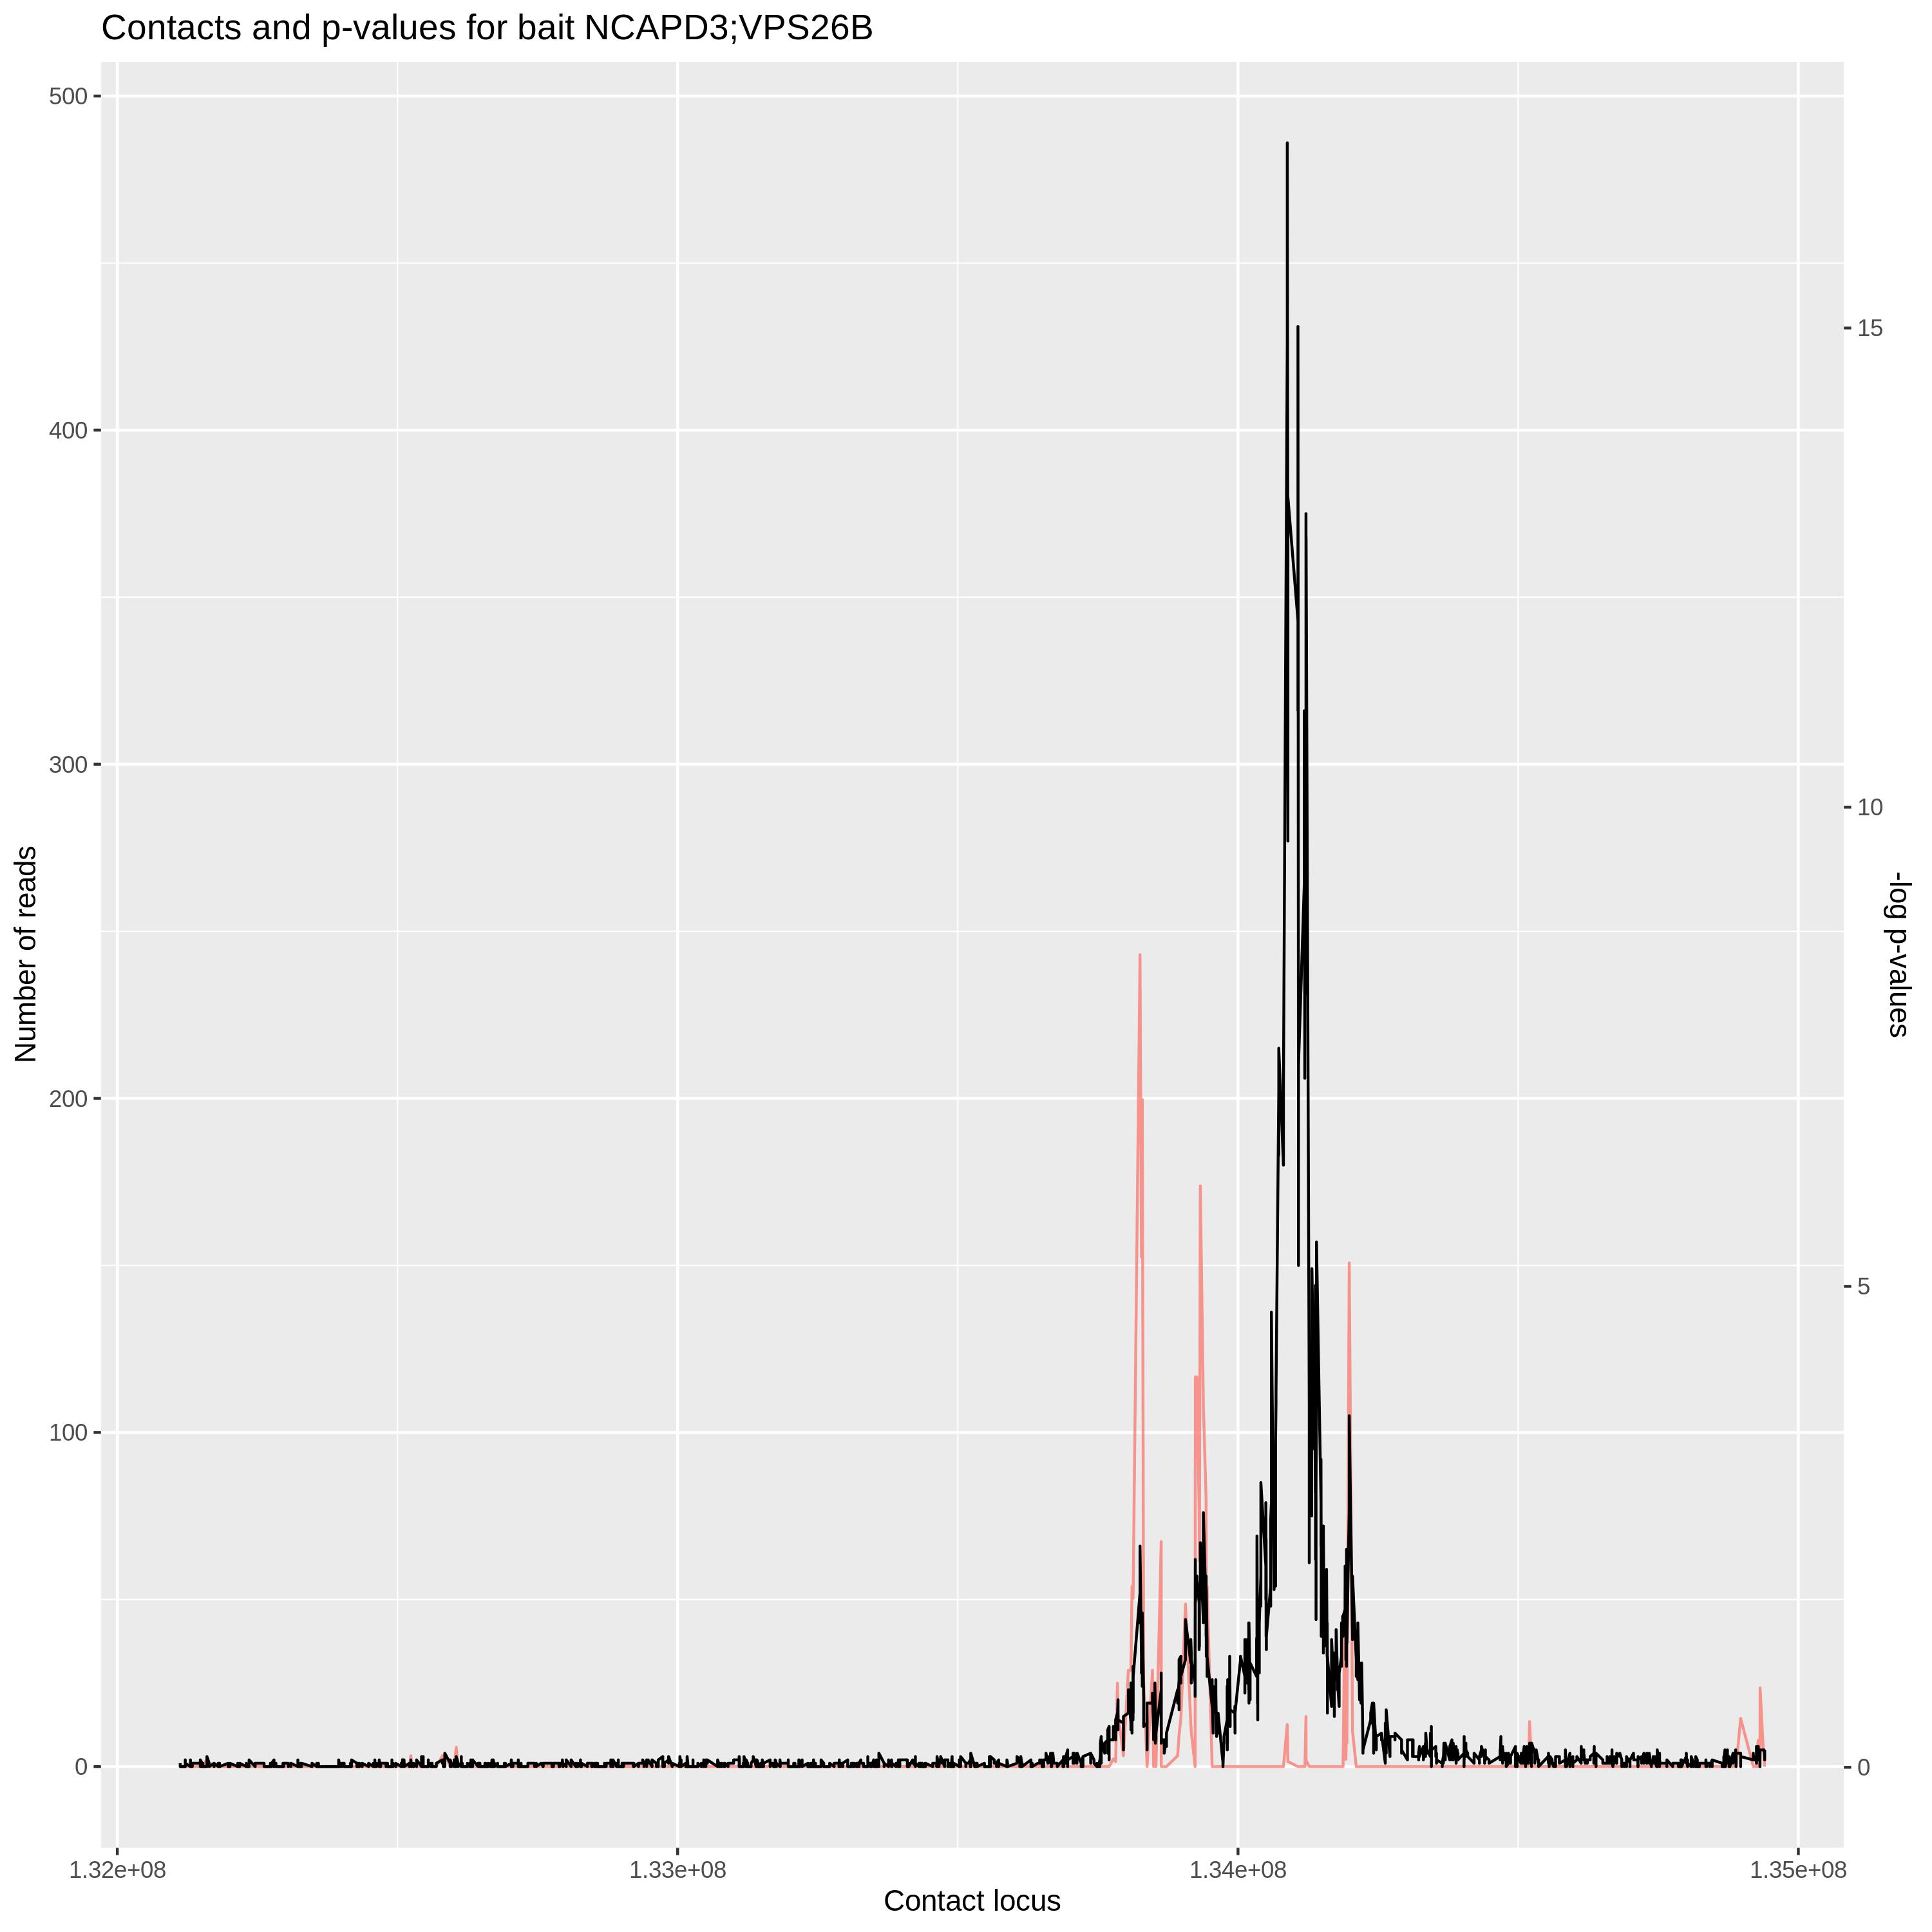 Contacts and p-values for bait NCAPD3;VPS26B
500
400
300
200
100
0
Number of reads
15
10
5
0
-log p-values
1.32e+08
1.33e+08
1.34e+08
1.35e+08
Contact locus